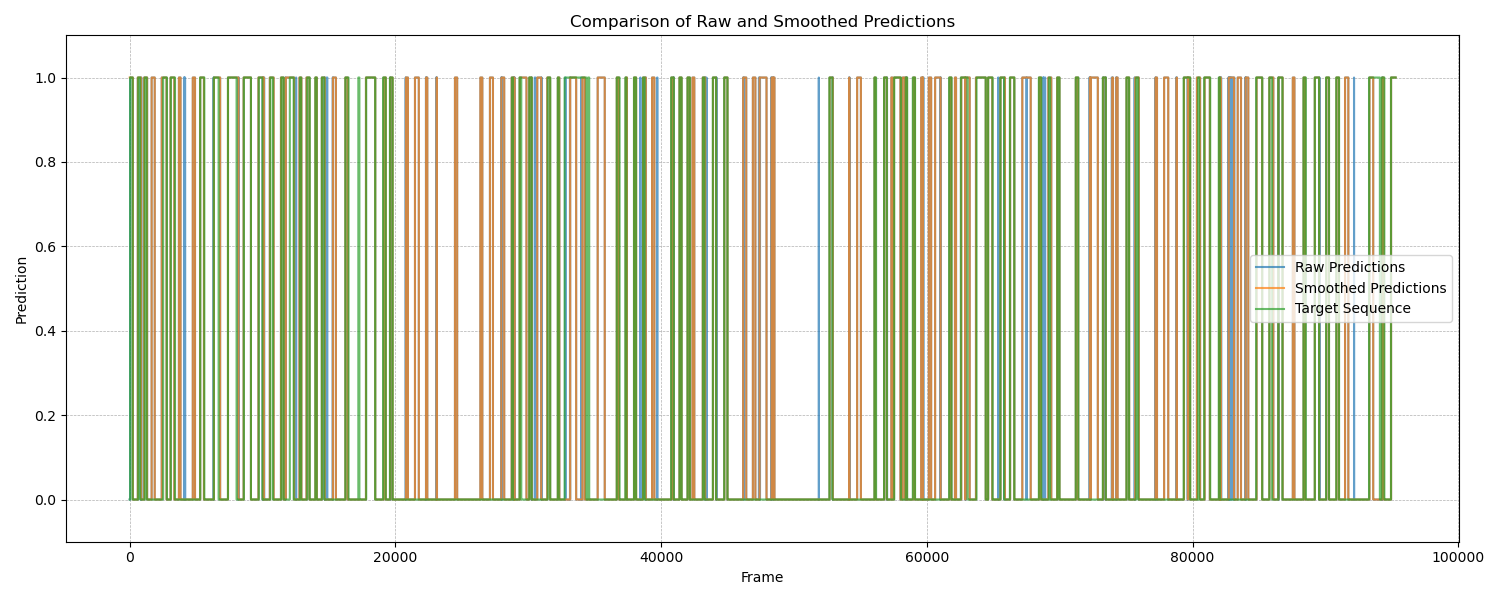 Comparison of Raw and Smoothed Predictions
1.0
0.8
0.6
0.4
0.2
0.0
Prediction
Raw Predictions
Smoothed Predictions
Target Sequence
0 20000 40000 60000 80000 100000
Frame